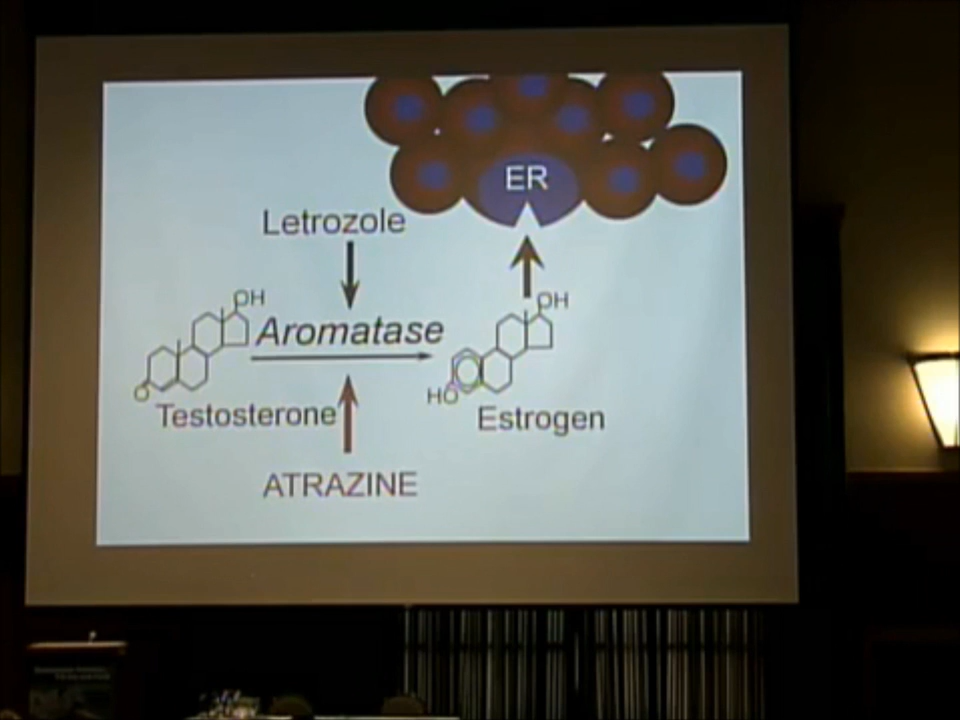 ER
Letrozole
OH
OH
Aromatase
O
HO
Testosterone
Estrogen
ATRAZINE